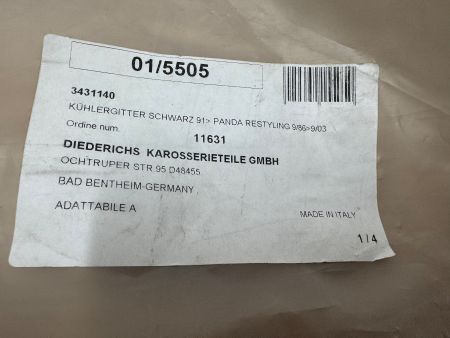 01/5505
3431140
KÜHLERGITTER SCHWARZ 91> PANDA RESTYLING 9/86>9/03
Ordine num. 11631
DIEDERICHS KAROSSERIETEILE GMBH
OCHTRUPER STR.95 D48455
BAD BENTHEIM-GERMANY
ADATTABILE A
MADE IN ITALY
1/4